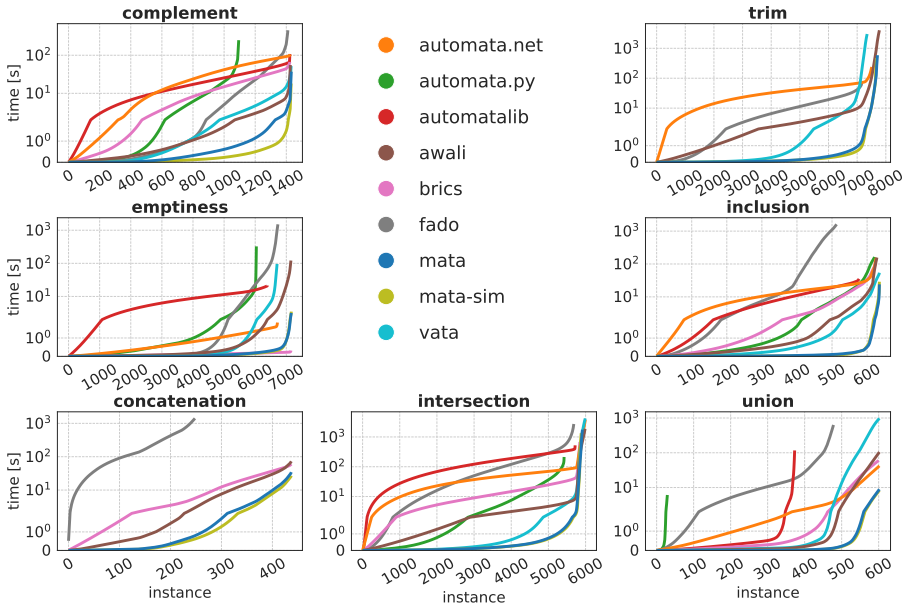 complement
time [s]
10²
10¹
10⁰
0
0 200 400 600 800 1000 1200 1400
automata.net
automata.py
automatalib
awali
brics
fado
mata
mata-sim
vata
trim
10³
10²
10¹
10⁰
0
0 1000 2000 3000 4000 5000 6000 7000 8000
emptiness
time [s]
10³
10²
10¹
10⁰
0
0 1000 2000 3000 4000 5000 6000 7000
inclusion
10³
10²
10¹
10⁰
0
0 100 200 300 400 500 600
concatenation
time [s]
10³
10²
10¹
10⁰
0
0 100 200 300 400
instance
intersection
10³
10²
10¹
10⁰
0
0 1000 2000 3000 4000 5000 6000
instance
union
10³
10²
10¹
10⁰
0
0 100 200 300 400 500 600
instance